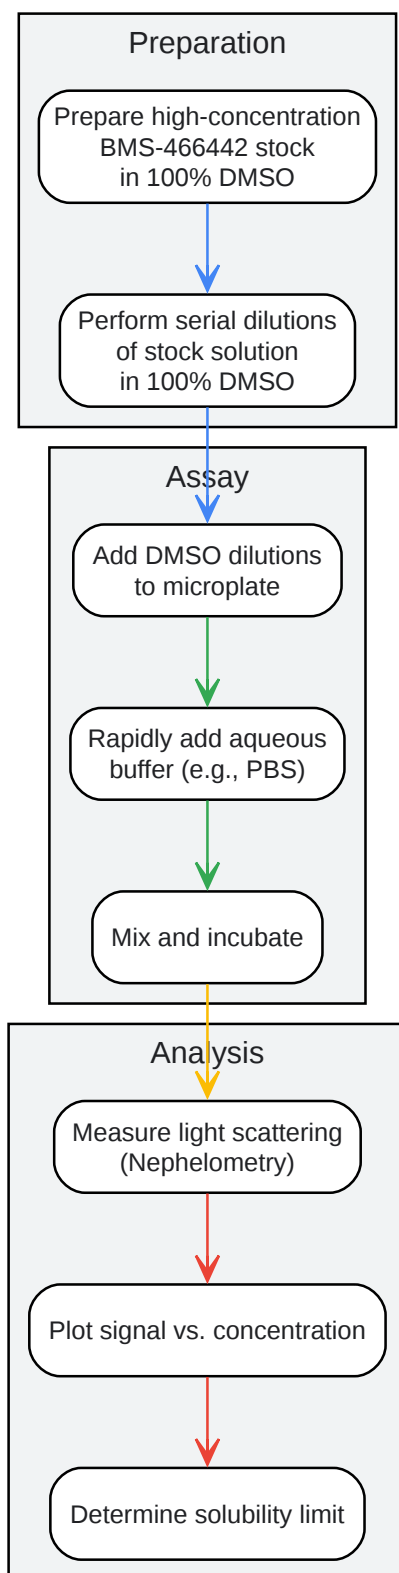 Preparation
Prepare high-concentration
BMS-466442 stock
in 100% DMSO
Perform serial dilutions
of stock solution
in 100% DMSO
Assay
Add DMSO dilutions
to microplate
Rapidly add aqueous
buffer (e.g., PBS)
Mix and incubate
Analysis
Measure light scattering
(Nephelometry)
Plot signal vs. concentration
Determine solubility limit